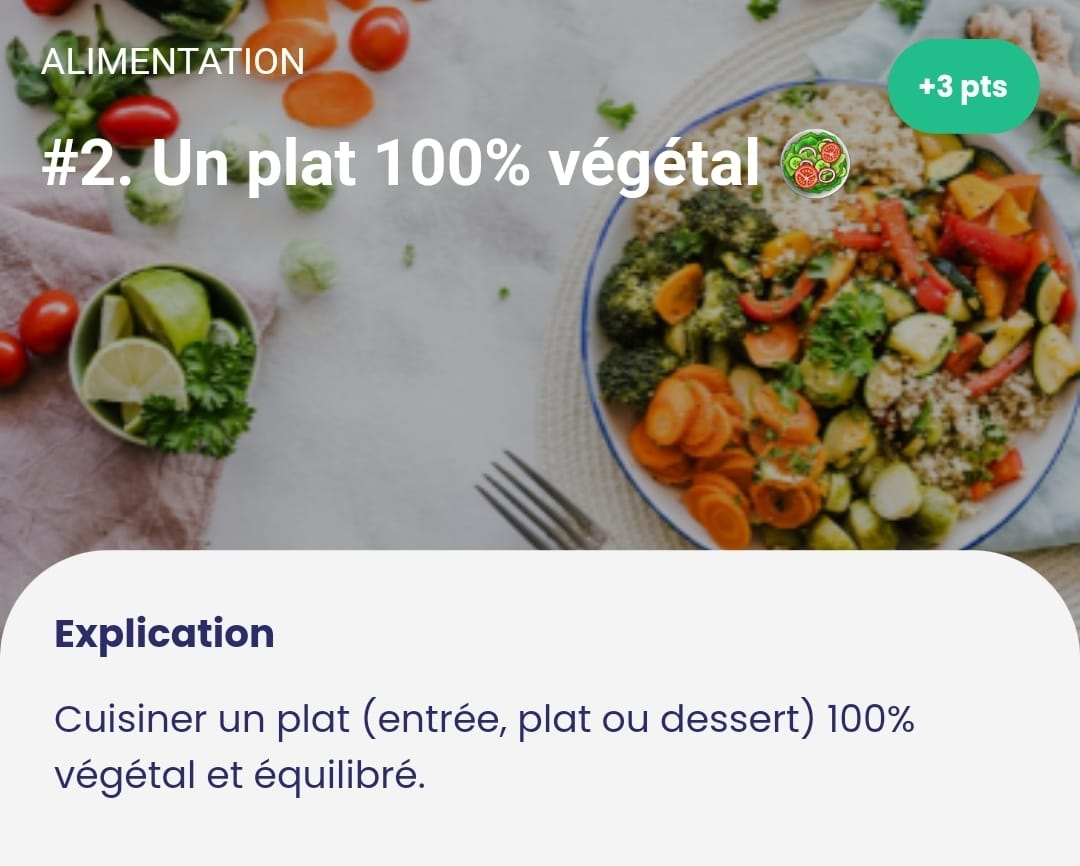 ALIMENTATION
+3 pts
#2. Un plat 100% végétal 🥗
Explication
Cuisiner un plat (entrée, plat ou dessert) 100%
végétal et équilibré.